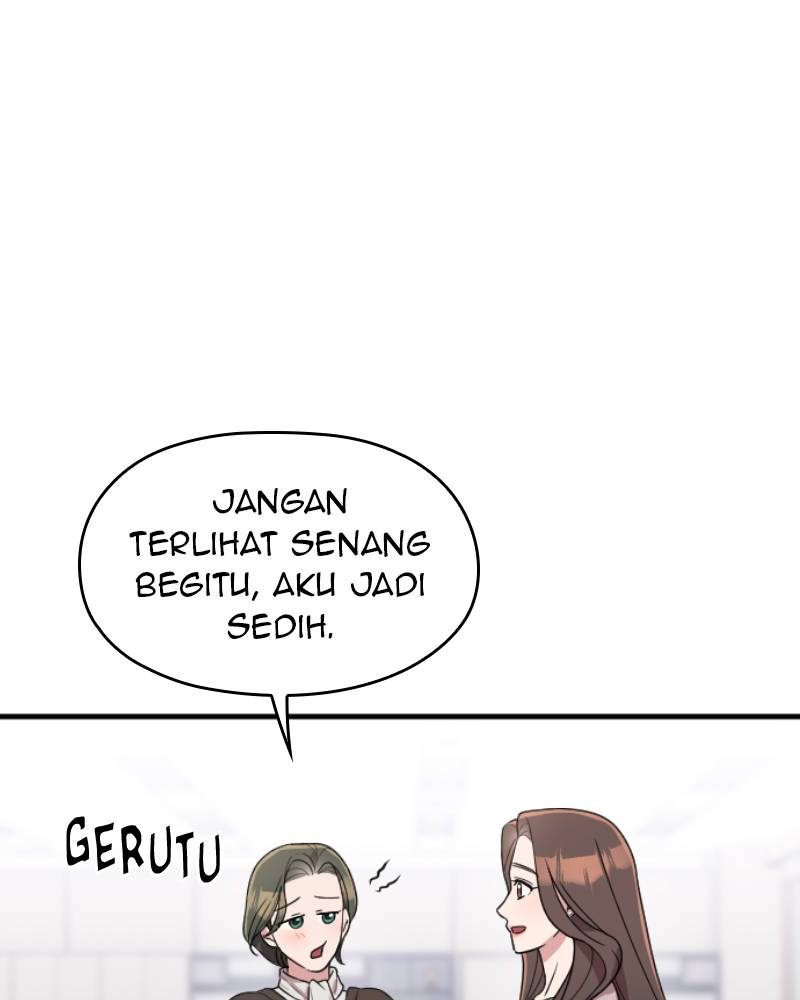 JANGAN
TERLIHAT SENANG
BEGITU, AKU JADI
SEDIH.
GERUTU